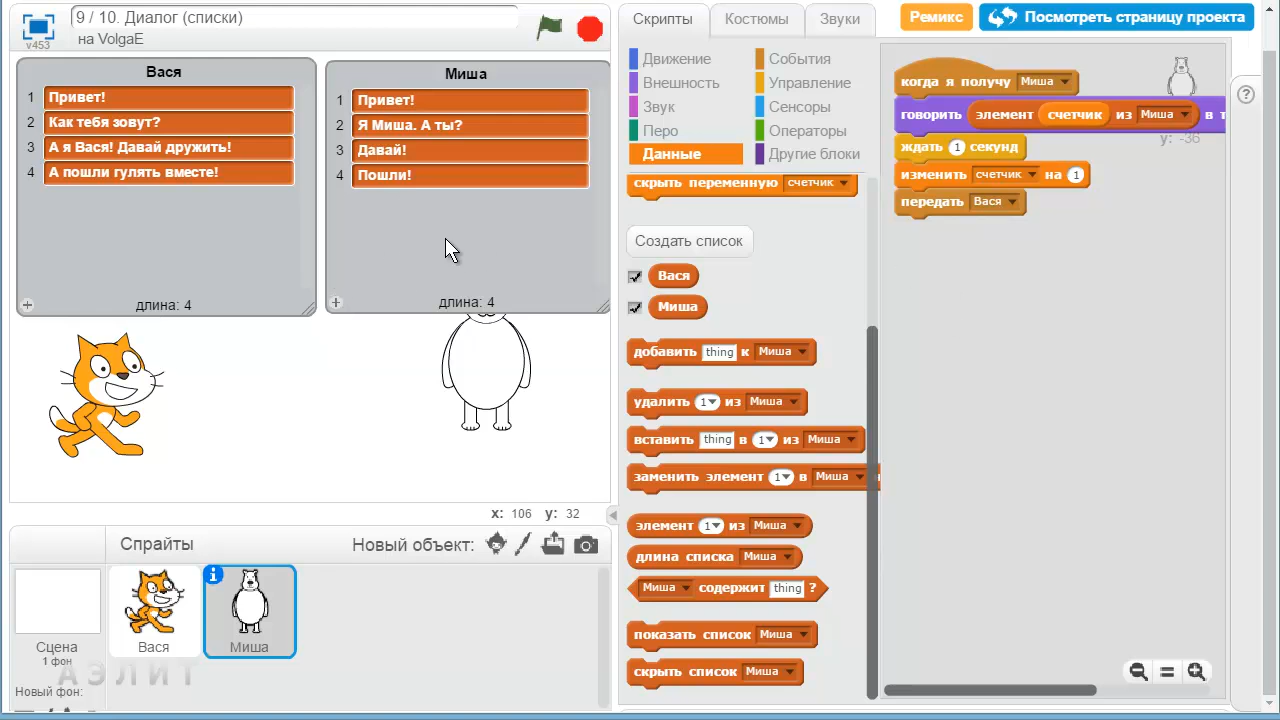 9 / 10. Диалог (списки)
на VolgaE
v453
Вася
1 Привет!
2 Как тебя зовут?
3 А я Вася! Давай дружить!
4 А пошли гулять вместе!
+ длина: 4
Миша
1 Привет!
2 Я Миша. А ты?
3 Давай!
4 Пошли!
+ длина: 4
x: 106 y: 32
Спрайты
Новый объект:
Сцена
1 фон
Новый фон:
Вася
Миша
АЭЛИТ
Скрипты
Костюмы
Звуки
Ремикс
Посмотреть страницу проекта
Движение
Внешность
Звук
Перо
Данные
События
Управление
Сенсоры
Операторы
Другие блоки
скрыть переменную счетчик
Создать список
Вася
Миша
добавить thing к Миша
удалить 1 из Миша
вставить thing в 1 из Миша
заменить элемент 1 в Миша
элемент 1 из Миша
длина списка Миша
Миша содержит thing ?
показать список Миша
скрыть список Миша
когда я получу Миша
говорить элемент счетчик из Миша в т
ждать 1 секунд
изменить счетчик на 1
передать Вася
y: -36
?